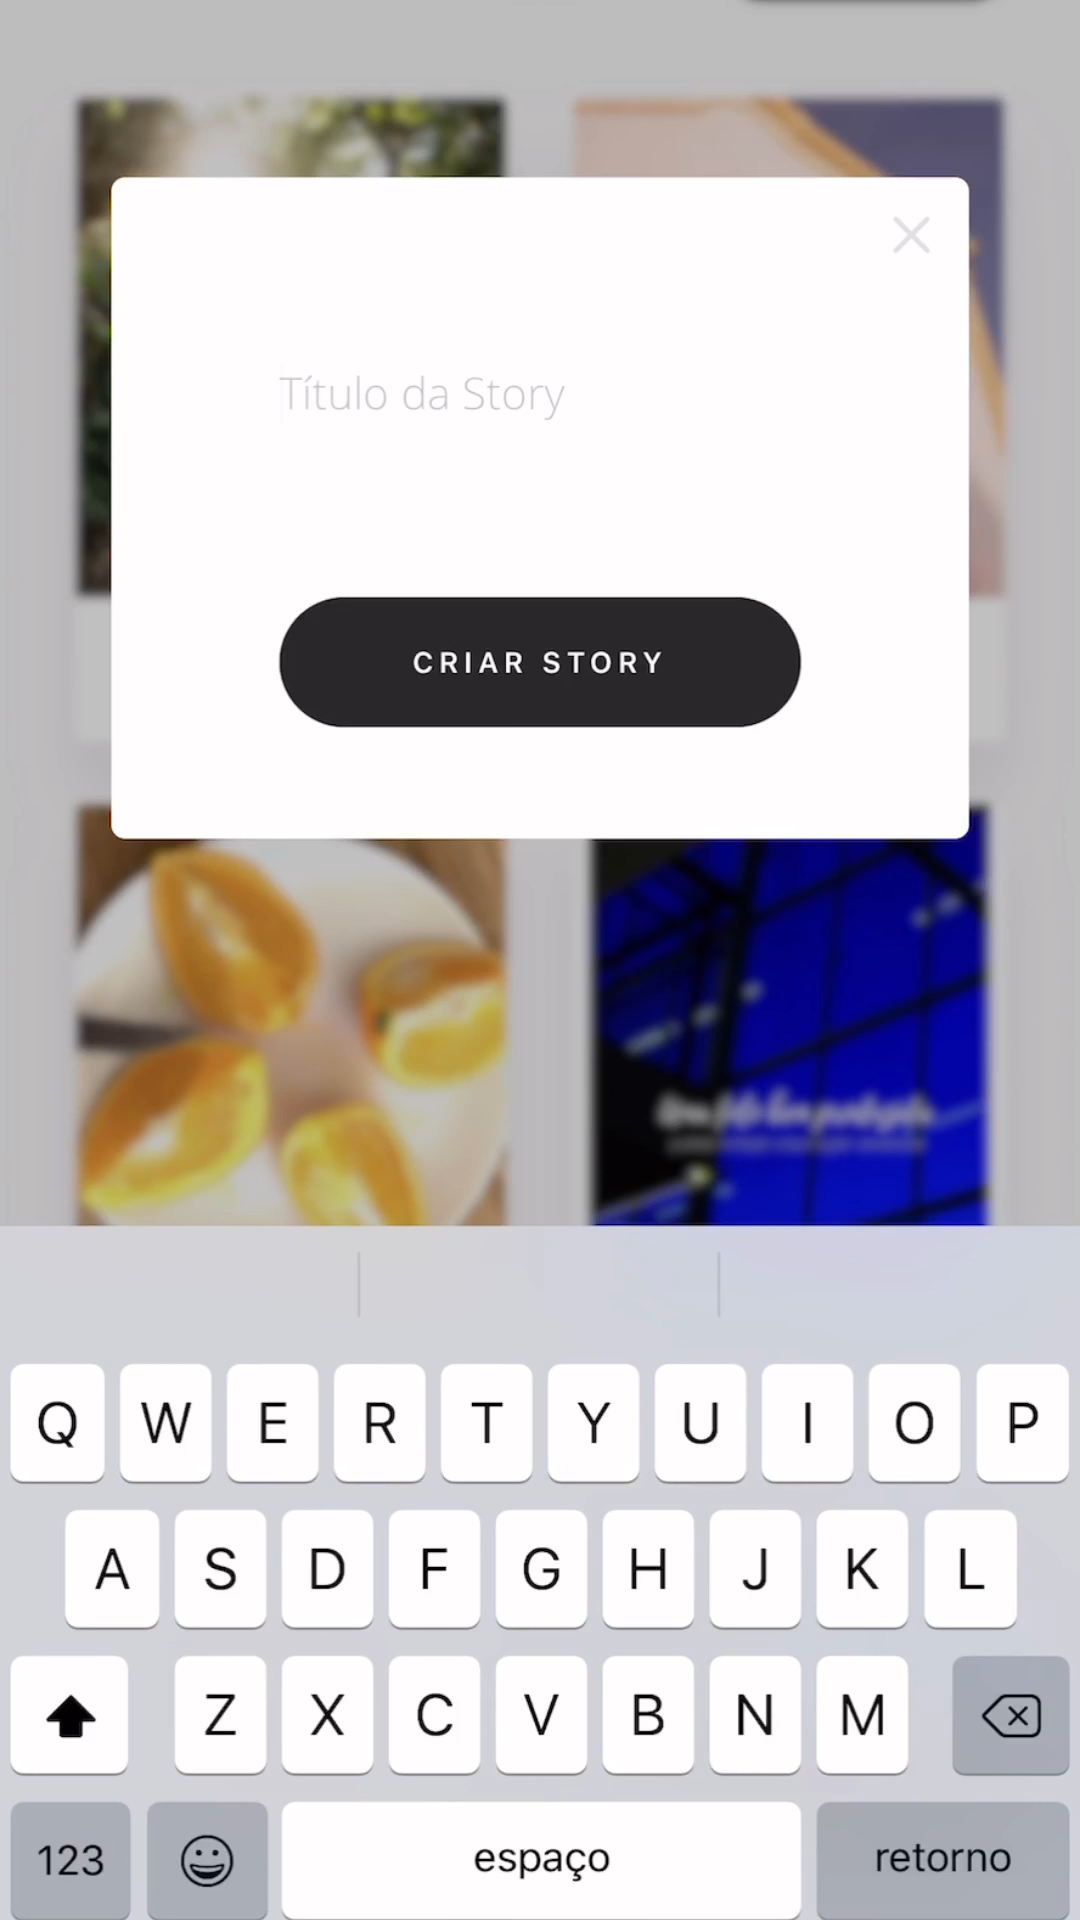 Título da Story
CRIAR STORY
Q W E R T Y U I O P
A S D F G H J K L
Z X C V B N M
123 espaço retorno